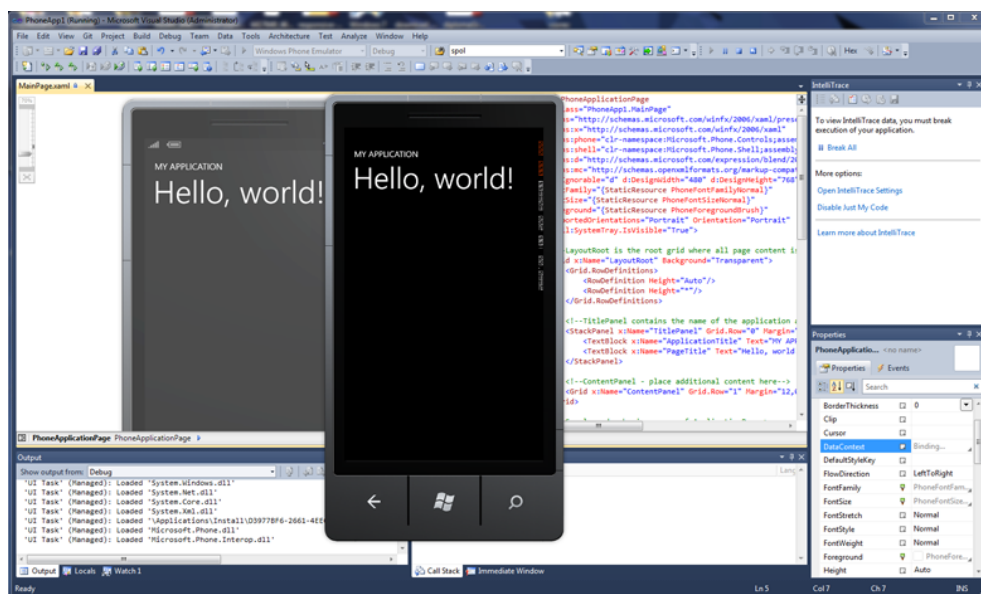 PhoneApp1 (Running) - Microsoft Visual Studio (Administrator)
File Edit View Git Project Build Debug Team Data Tools Architecture Test Analyze Window Help
Windows Phone Emulator Debug spol Hex
MainPage.xaml
MY APPLICATION
Hello, world!
MY APPLICATION
Hello, world!
PhoneApplicationPage
ass="PhoneApp1.MainPage"
s="http://schemas.microsoft.com/winfx/2006/xaml/prese
s:x="http://schemas.microsoft.com/winfx/2006/xaml"
s:phone="clr-namespace:Microsoft.Phone.Controls;assem
s:shell="clr-namespace:Microsoft.Phone.Shell;assembly
s:d="http://schemas.microsoft.com/expression/blend/20
s:mc="http://schemas.openxmlformats.org/markup-compat
gnorable="d" d:DesignWidth="480" d:DesignHeight="768"
amily="{StaticResource PhoneFontFamilyNormal}"
Size="{StaticResource PhoneFontSizeNormal}"
ground="{StaticResource PhoneForegroundBrush}"
ortedOrientations="Portrait" Orientation="Portrait"
l:SystemTray.IsVisible="True">
LayoutRoot is the root grid where all page content i
d x:Name="LayoutRoot" Background="Transparent">
<Grid.RowDefinitions>
<RowDefinition Height="Auto"/>
<RowDefinition Height="*"/>
</Grid.RowDefinitions>
<!--TitlePanel contains the name of the application
<StackPanel x:Name="TitlePanel" Grid.Row="0" Margin="
<TextBlock x:Name="ApplicationTitle" Text="MY APP
<TextBlock x:Name="PageTitle" Text="Hello, world
</StackPanel>
<!--ContentPanel - place additional content here-->
<Grid x:Name="ContentPanel" Grid.Row="1" Margin="12,0
rid>
PhoneApplicationPage PhoneApplicationPage
Output
Show output from: Debug
'UI Task' (Managed): Loaded 'System.Windows.dll'
'UI Task' (Managed): Loaded 'System.Net.dll'
'UI Task' (Managed): Loaded 'System.Core.dll'
'UI Task' (Managed): Loaded 'System.Xml.dll'
'UI Task' (Managed): Loaded '\Applications\Install\D3977BF6-2661-4EE
'UI Task' (Managed): Loaded 'Microsoft.Phone.dll'
'UI Task' (Managed): Loaded 'Microsoft.Phone.Interop.dll'
Output Locals Watch 1
Lang
Call Stack Immediate Window
IntelliTrace
To view IntelliTrace data, you must break
execution of your application.
Break All
More options:
Open IntelliTrace Settings
Disable Just My Code
Learn more about IntelliTrace
Properties
PhoneApplicatio... <no name>
Properties Events
Search
BorderThickness 0
Clip
Cursor
DataContext Binding...
DefaultStyleKey
FlowDirection LeftToRight
FontFamily PhoneFontFam...
FontSize PhoneFontSize...
FontStretch Normal
FontStyle Normal
FontWeight Normal
Foreground PhoneFore...
Height Auto
Ready Ln 5 Col 7 Ch 7 INS